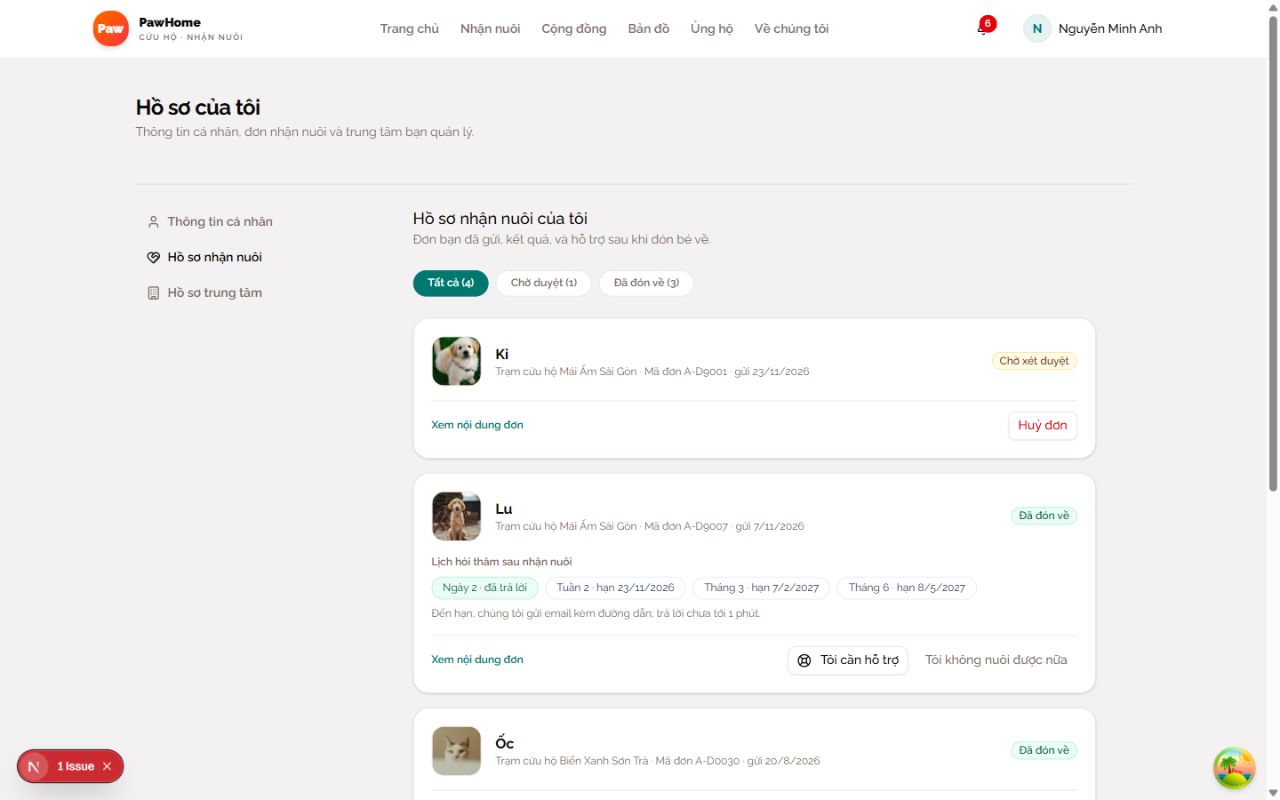 Paw
PawHome
CỨU HỘ · NHẬN NUÔI
Trang chủ
Nhận nuôi
Cộng đồng
Bản đồ
Ủng hộ
Về chúng tôi
6
N
Nguyễn Minh Anh
Hồ sơ của tôi
Thông tin cá nhân, đơn nhận nuôi và trung tâm bạn quản lý.
Thông tin cá nhân
Hồ sơ nhận nuôi
Hồ sơ trung tâm
Hồ sơ nhận nuôi của tôi
Đơn bạn đã gửi, kết quả, và hỗ trợ sau khi đón bé về.
Tất cả (4)
Chờ duyệt (1)
Đã đón về (3)
Ki
Trạm cứu hộ Mái Ấm Sài Gòn · Mã đơn A-D9001 · gửi 23/11/2026
Chờ xét duyệt
Xem nội dung đơn
Huỷ đơn
Lu
Trạm cứu hộ Mái Ấm Sài Gòn · Mã đơn A-D9007 · gửi 7/11/2026
Đã đón về
Lịch hỏi thăm sau nhận nuôi
Ngày 2 · đã trả lời
Tuần 2 · hạn 23/11/2026
Tháng 3 · hạn 7/2/2027
Tháng 6 · hạn 8/5/2027
Đến hạn, chúng tôi gửi email kèm đường dẫn; trả lời chưa tới 1 phút.
Xem nội dung đơn
Tôi cần hỗ trợ
Tôi không nuôi được nữa
Ốc
Trạm cứu hộ Biển Xanh Sơn Trà · Mã đơn A-D0030 · gửi 20/8/2026
Đã đón về
N
1 Issue